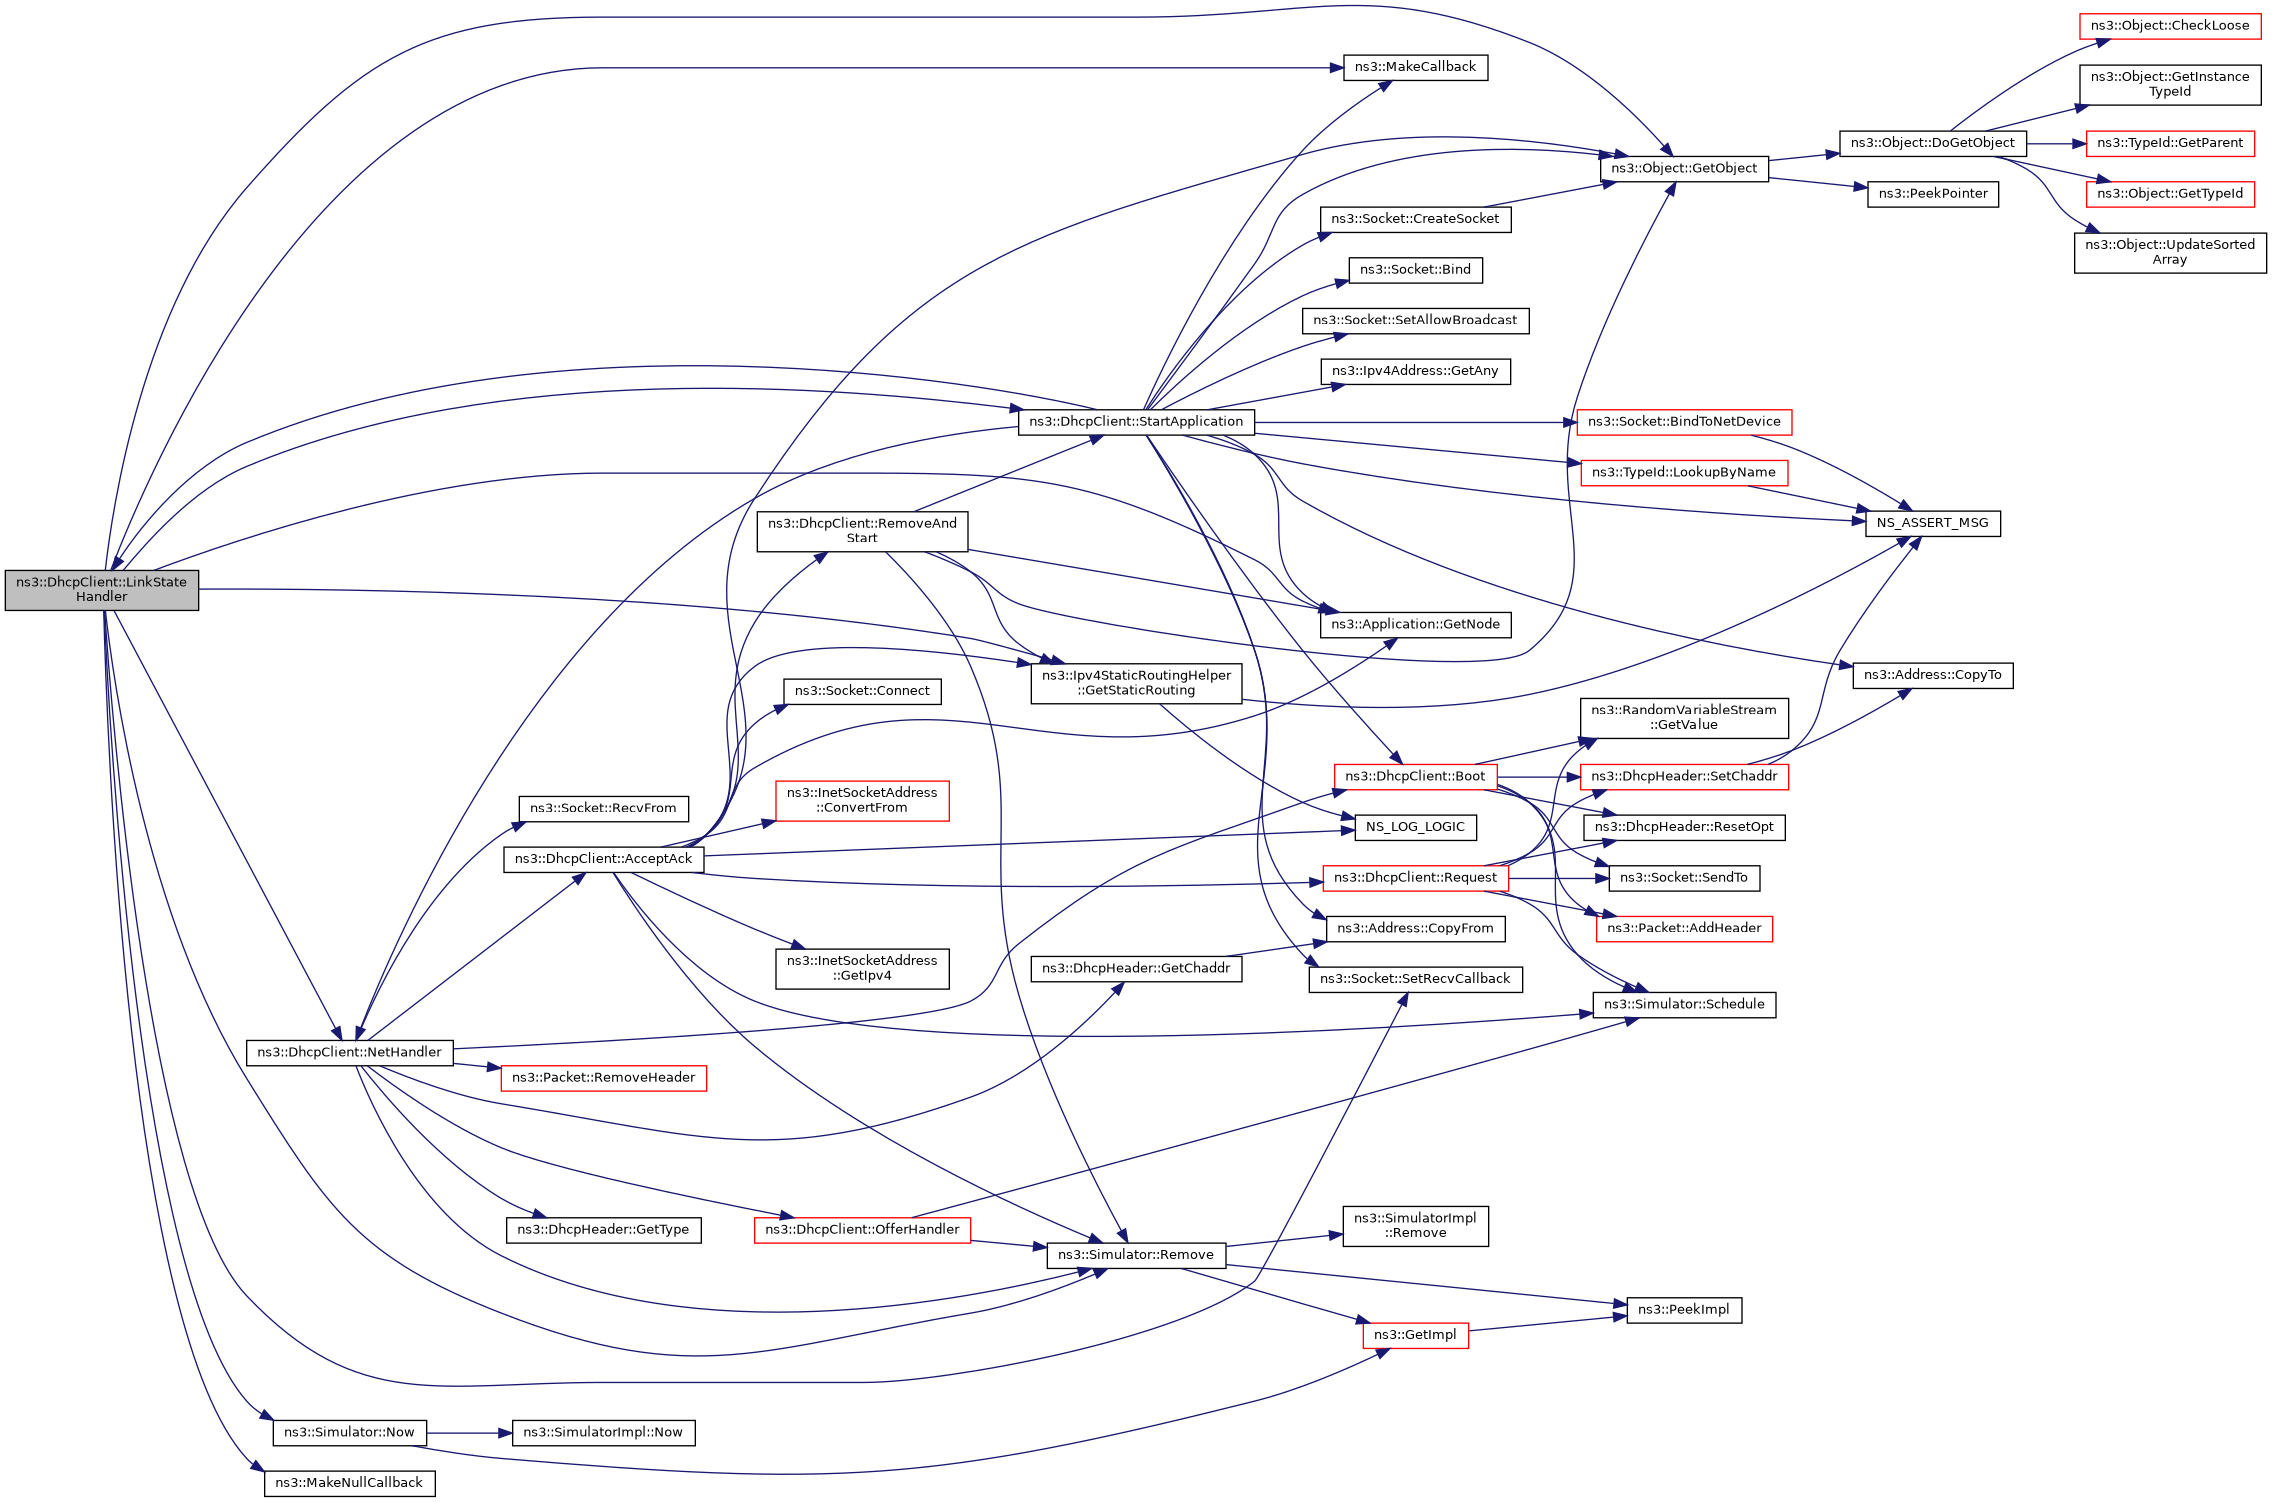 ns3::Object::CheckLoose
ns3::MakeCallback
ns3::Object::GetInstance
TypeId
ns3::Object::DoGetObject
ns3::TypeId::GetParent
ns3::Object::GetObject
ns3::PeekPointer
ns3::Object::GetTypeId
ns3::Socket::CreateSocket
ns3::Object::UpdateSorted
Array
ns3::Socket::Bind
ns3::Socket::SetAllowBroadcast
ns3::Ipv4Address::GetAny
ns3::DhcpClient::StartApplication
ns3::Socket::BindToNetDevice
ns3::TypeId::LookupByName
ns3::DhcpClient::RemoveAnd
Start
NS_ASSERT_MSG
ns3::DhcpClient::LinkState
Handler
ns3::Application::GetNode
ns3::Ipv4StaticRoutingHelper
::GetStaticRouting
ns3::Address::CopyTo
ns3::Socket::Connect
ns3::RandomVariableStream
::GetValue
ns3::DhcpClient::Boot
ns3::DhcpHeader::SetChaddr
ns3::InetSocketAddress
::ConvertFrom
ns3::Socket::RecvFrom
NS_LOG_LOGIC
ns3::DhcpHeader::ResetOpt
ns3::DhcpClient::AcceptAck
ns3::DhcpClient::Request
ns3::Socket::SendTo
ns3::Address::CopyFrom
ns3::Packet::AddHeader
ns3::InetSocketAddress
::GetIpv4
ns3::DhcpHeader::GetChaddr
ns3::Socket::SetRecvCallback
ns3::Simulator::Schedule
ns3::DhcpClient::NetHandler
ns3::Packet::RemoveHeader
ns3::DhcpHeader::GetType
ns3::DhcpClient::OfferHandler
ns3::SimulatorImpl
::Remove
ns3::Simulator::Remove
ns3::PeekImpl
ns3::GetImpl
ns3::Simulator::Now
ns3::SimulatorImpl::Now
ns3::MakeNullCallback